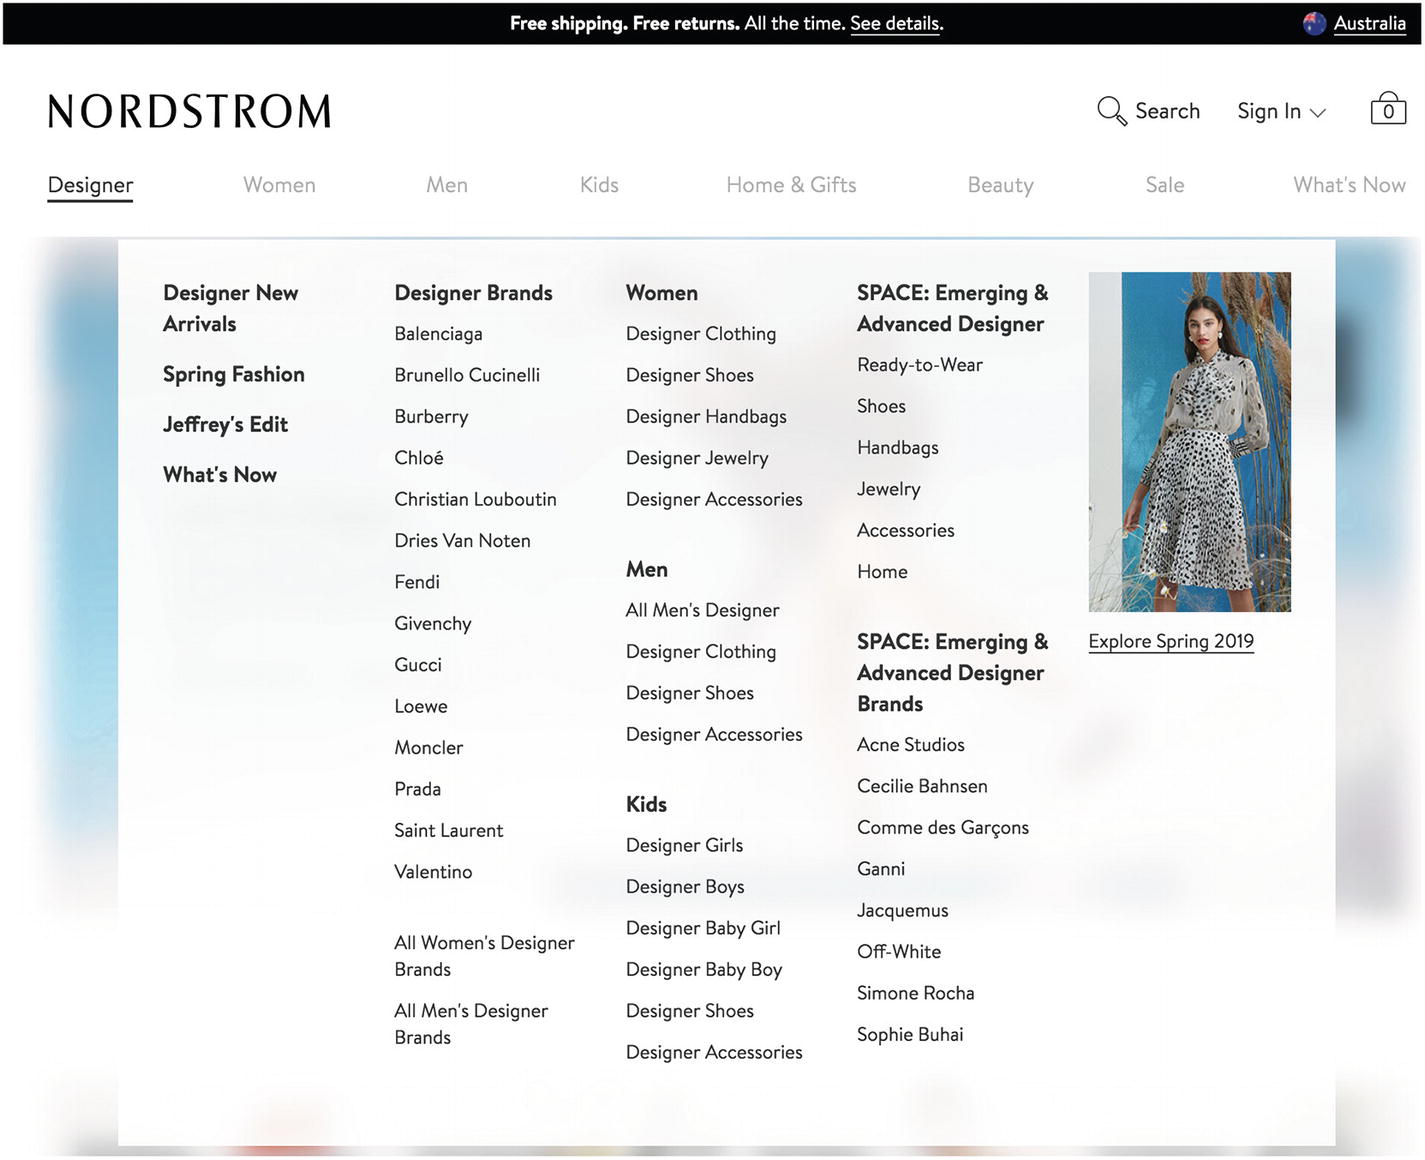 Free shipping. Free returns. All the time. See details.
Australia
NORDSTROM
Search
Sign In
0
Designer
Women
Men
Kids
Home & Gifts
Beauty
Sale
What's Now
Designer New
Arrivals
Spring Fashion
Jeffrey's Edit
What's Now
Designer Brands
Balenciaga
Brunello Cucinelli
Burberry
Chloé
Christian Louboutin
Dries Van Noten
Fendi
Givenchy
Gucci
Loewe
Moncler
Prada
Saint Laurent
Valentino
All Women's Designer
Brands
All Men's Designer
Brands
Women
Designer Clothing
Designer Shoes
Designer Handbags
Designer Jewelry
Designer Accessories
Men
All Men's Designer
Designer Clothing
Designer Shoes
Designer Accessories
Kids
Designer Girls
Designer Boys
Designer Baby Girl
Designer Baby Boy
Designer Shoes
Designer Accessories
SPACE: Emerging &
Advanced Designer
Ready-to-Wear
Shoes
Handbags
Jewelry
Accessories
Home
SPACE: Emerging &
Advanced Designer
Brands
Acne Studios
Cecilie Bahnsen
Comme des Garçons
Ganni
Jacquemus
Off-White
Simone Rocha
Sophie Buhai
Explore Spring 2019